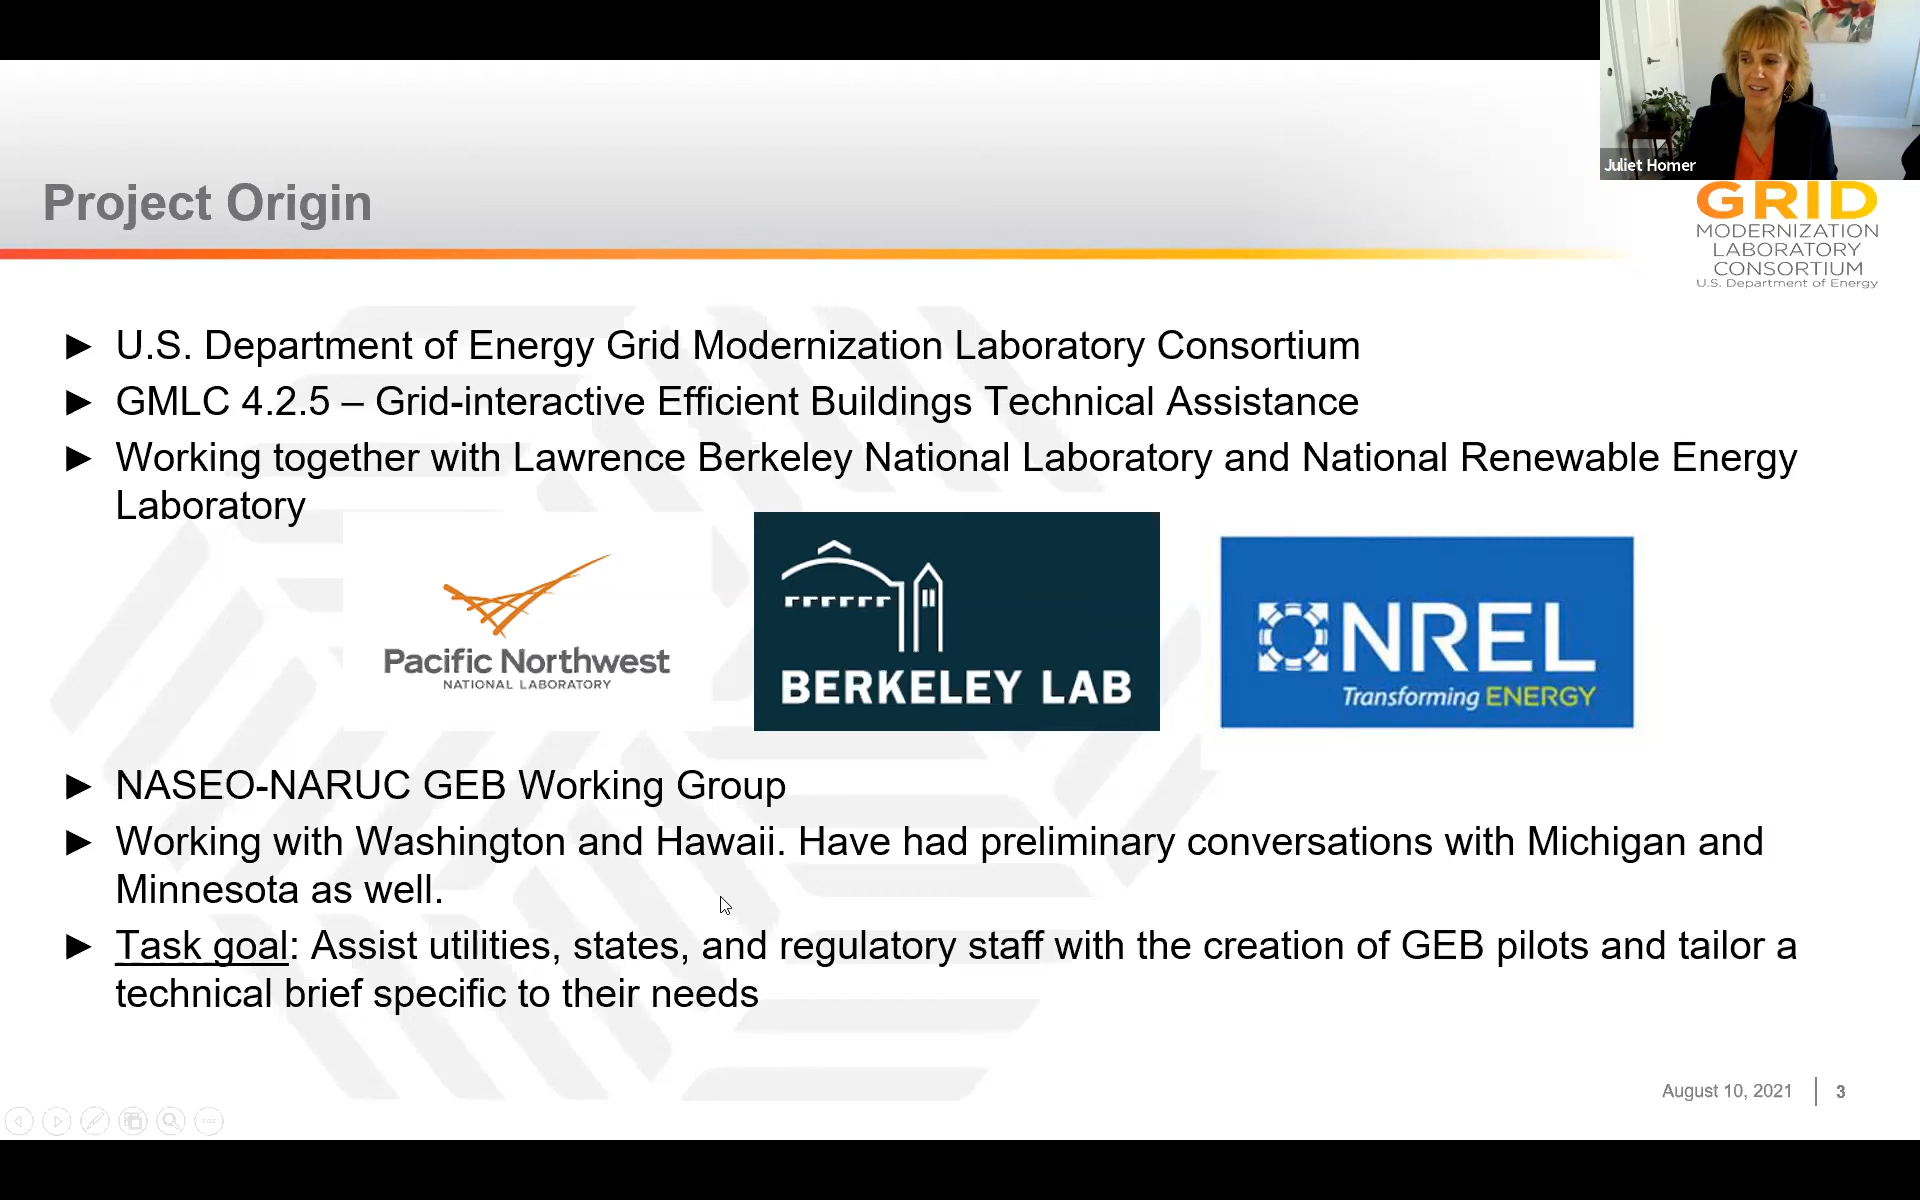 Juliet Homer
Project Origin
GRID
MODERNIZATION
LABORATORY
CONSORTIUM
U.S. Department of Energy
► U.S. Department of Energy Grid Modernization Laboratory Consortium
► GMLC 4.2.5 – Grid-interactive Efficient Buildings Technical Assistance
► Working together with Lawrence Berkeley National Laboratory and National Renewable Energy
Laboratory
Pacific Northwest
NATIONAL LABORATORY
BERKELEY LAB
NREL
Transforming ENERGY
► NASEO-NARUC GEB Working Group
► Working with Washington and Hawaii. Have had preliminary conversations with Michigan and
Minnesota as well.
► Task goal: Assist utilities, states, and regulatory staff with the creation of GEB pilots and tailor a
technical brief specific to their needs
August 10, 2021 3